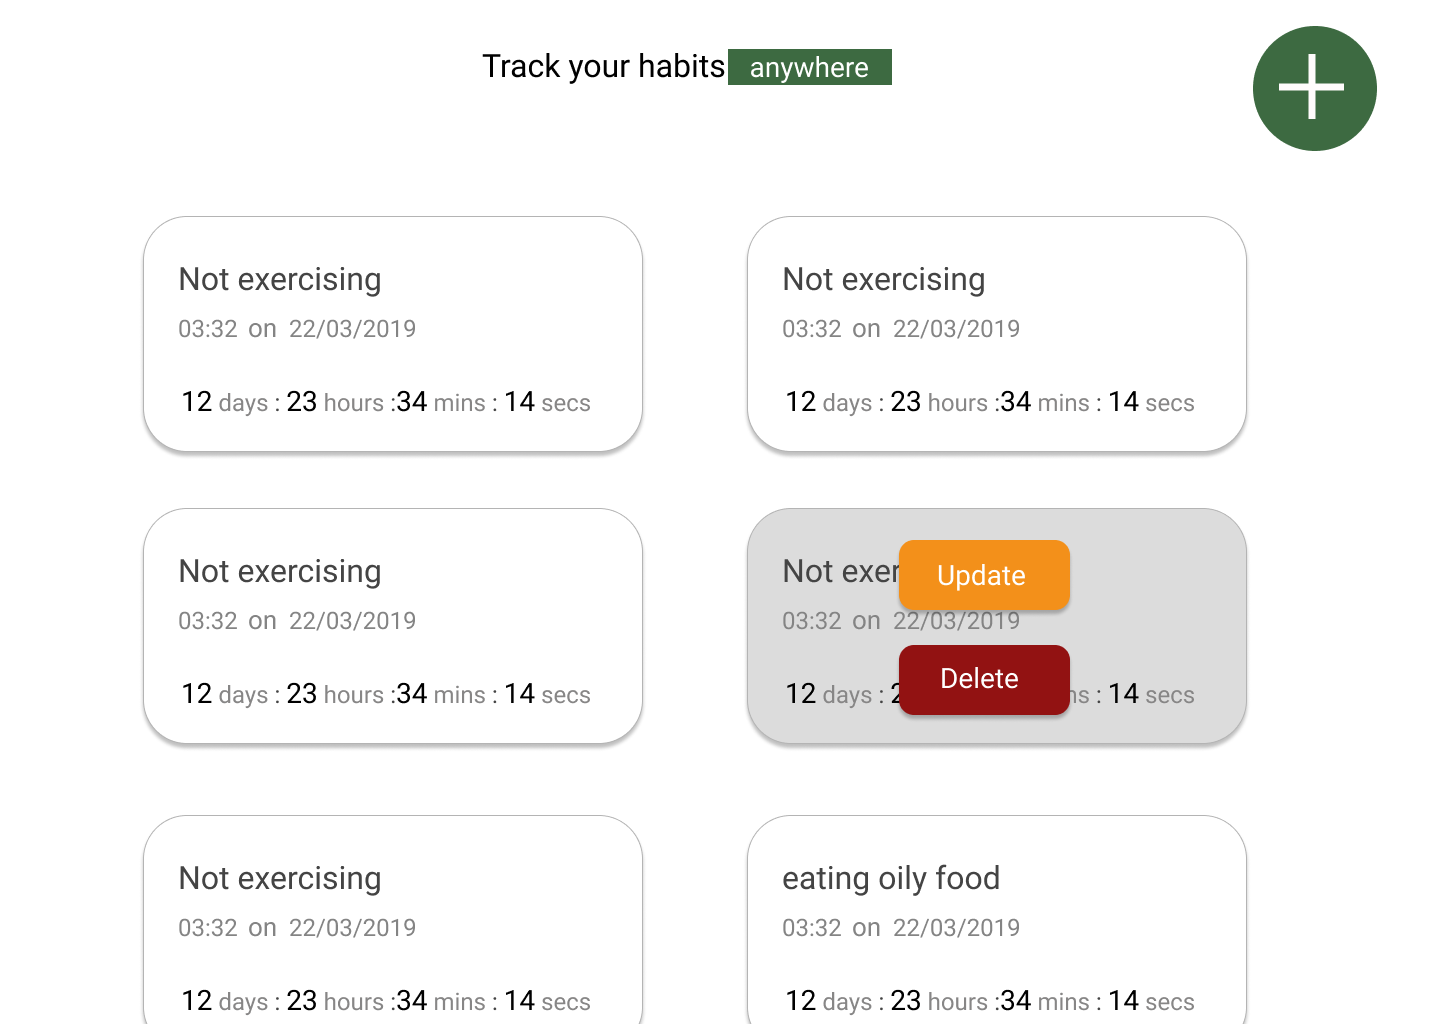 Track your habits anywhere
Not exercising
03:32 on 22/03/2019
12 days : 23 hours :34 mins : 14 secs
Not exercising
03:32 on 22/03/2019
12 days : 23 hours :34 mins : 14 secs
Not exercising
03:32 on 22/03/2019
12 days : 23 hours :34 mins : 14 secs
Not
Update
03:32 on 22/03/2019
Delete
12 days : : 14 secs
Not exercising
03:32 on 22/03/2019
12 days : 23 hours :34 mins : 14 secs
eating oily food
03:32 on 22/03/2019
12 days : 23 hours :34 mins : 14 secs